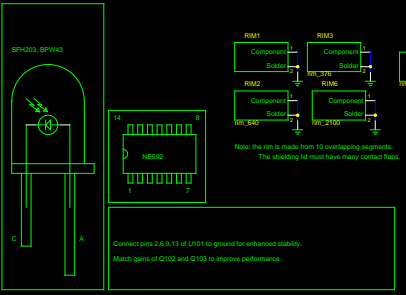 SFH203, BPW43
C
A
14
8
NE592
1
7
RIM1
Component
1
Solder
2
RIM3
Component
1
Solder
2
rim_376
RIM2
Component
1
Solder
2
rim_640
RIM6
Component
1
Solder
2
rim_2100
Note: the rim is made from 10 overlapping segments.
The shielding lid must have many contact flaps.
Connect pins 2,6,9,13 of U101 to ground for enhanced stability.
Match gains of Q102 and Q103 to improve performance.